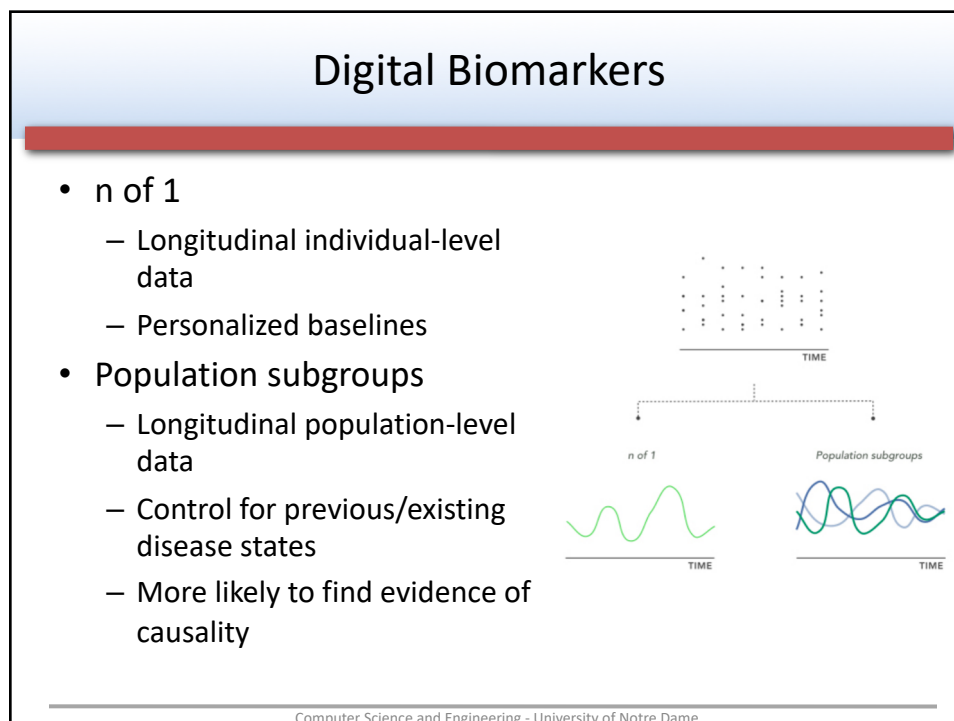 Digital Biomarkers
• n of 1
– Longitudinal individual-level
data
– Personalized baselines
• Population subgroups
– Longitudinal population-level
data
– Control for previous/existing
disease states
– More likely to find evidence of
causality
TIME
n of 1
Population subgroups
TIME
TIME
Computer Science and Engineering - University of Notre Dame